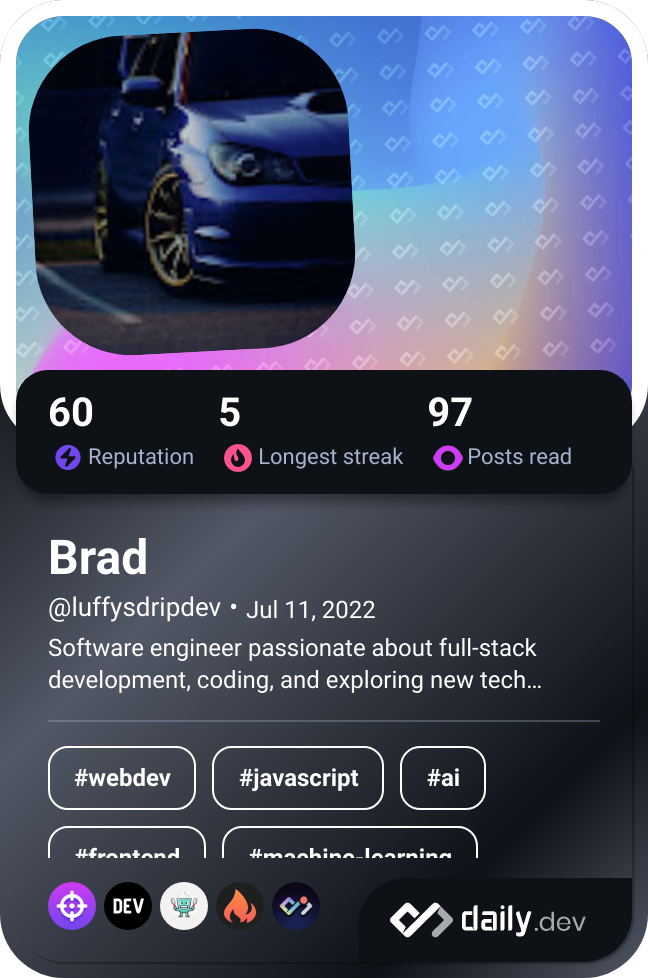 60 5 97
Reputation Longest streak Posts read
Brad
@luffysdripdev • Jul 11, 2022
Software engineer passionate about full-stack
development, coding, and exploring new tech…
#webdev #javascript #ai
#frontend #machine-learning
DEV daily.dev